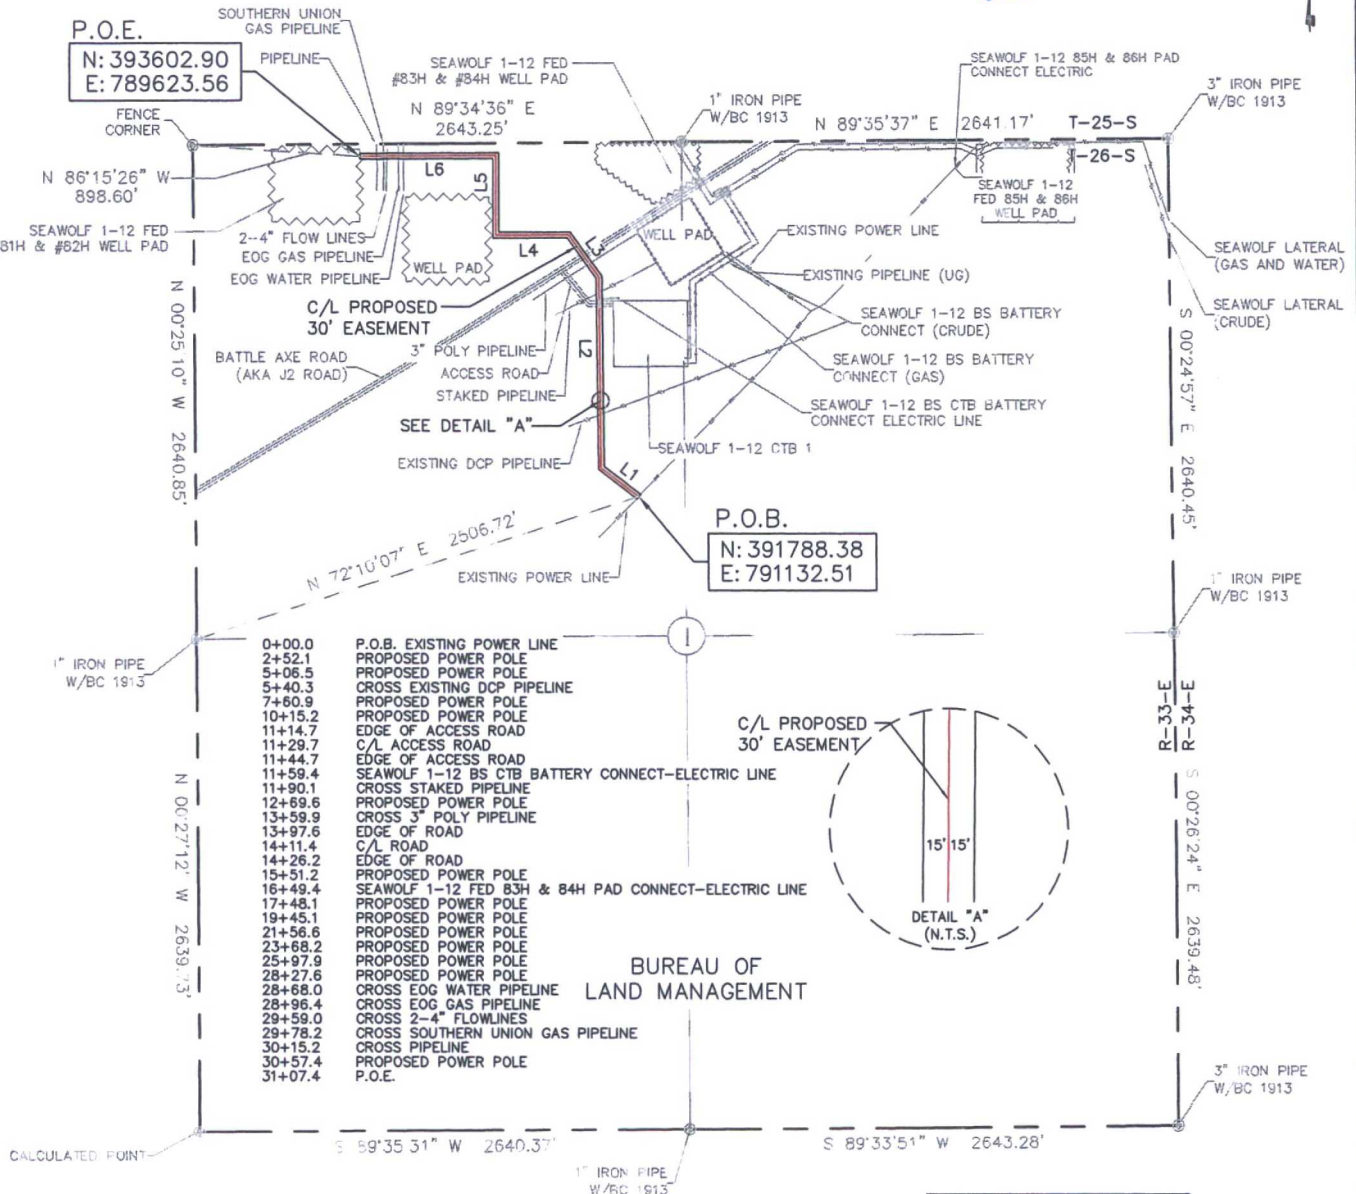 SOUTHERN UNION
GAS PIPELINE
P.O.E.
N: 393602.90
E: 789623.56
PIPELINE
FENCE
CORNER
SEAWOLF 1-12 FED
#83H & #84H WELL PAD
N 89°34'36" E
2643.25'
1" IRON PIPE
W/BC 1913
SEAWOLF 1-12 85H & 86H PAD
CONNECT ELECTRIC
N 89°35'37" E 2641.17'
T-25-S
-26-S
3" IRON PIPE
W/BC 1913
N 86°15'26" W
898.60'
L6
L5
L4
L3
L2
L1
SEAWOLF 1-12 FED
81H & #82H WELL PAD
2--4" FLOW LINES
EOG GAS PIPELINE
EOG WATER PIPELINE
WELL PAD
WELL PAD
SEAWOLF 1-12
FED 85H & 86H
WELL PAD
EXISTING POWER LINE
EXISTING PIPELINE (UG)
SEAWOLF LATERAL
(GAS AND WATER)
SEAWOLF LATERAL
(CRUDE)
C/L PROPOSED
30' EASEMENT
SEAWOLF 1-12 BS BATTERY
CONNECT (CRUDE)
3" POLY PIPELINE
ACCESS ROAD
STAKED PIPELINE
BATTLE AXE ROAD
(AKA J2 ROAD)
SEAWOLF 1-12 BS BATTERY
CONNECT (GAS)
SEAWOLF 1-12 BS CTB BATTERY
CONNECT ELECTRIC LINE
SEE DETAIL "A"
EXISTING DCP PIPELINE
SEAWOLF 1-12 CTB 1
N 00°25'10" W 2640.85'
S 00°24'57" E 2640.45'
P.O.B.
N: 391788.38
E: 791132.51
N 72°10'07" E 2506.72'
EXISTING POWER LINE
1" IRON PIPE
W/BC 1913
1" IRON PIPE
W/BC 1913
1
0+00.0 P.O.B. EXISTING POWER LINE
2+52.1 PROPOSED POWER POLE
5+06.5 PROPOSED POWER POLE
5+40.3 CROSS EXISTING DCP PIPELINE
7+60.9 PROPOSED POWER POLE
10+15.2 PROPOSED POWER POLE
11+14.7 EDGE OF ACCESS ROAD
11+29.7 C/L ACCESS ROAD
11+44.7 EDGE OF ACCESS ROAD
11+59.4 SEAWOLF 1-12 BS CTB BATTERY CONNECT-ELECTRIC LINE
11+90.1 CROSS STAKED PIPELINE
12+69.6 PROPOSED POWER POLE
13+59.9 CROSS 3" POLY PIPELINE
13+97.6 EDGE OF ROAD
14+11.4 C/L ROAD
14+26.2 EDGE OF ROAD
15+51.2 PROPOSED POWER POLE
16+49.4 SEAWOLF 1-12 FED 83H & 84H PAD CONNECT-ELECTRIC LINE
17+48.1 PROPOSED POWER POLE
19+45.1 PROPOSED POWER POLE
21+56.6 PROPOSED POWER POLE
23+68.2 PROPOSED POWER POLE
25+97.9 PROPOSED POWER POLE
28+27.6 PROPOSED POWER POLE
28+68.0 CROSS EOG WATER PIPELINE
28+96.4 CROSS EOG GAS PIPELINE
29+59.0 CROSS 2-4" FLOWLINES
29+78.2 CROSS SOUTHERN UNION GAS PIPELINE
30+15.2 CROSS PIPELINE
30+57.4 PROPOSED POWER POLE
31+07.4 P.O.E.
C/L PROPOSED
30' EASEMENT
15' 15'
DETAIL "A"
(N.T.S.)
R-33-E
R-34-E
N 00°27'12" W 2639.73'
S 00°26'24" E 2639.48'
BUREAU OF
LAND MANAGEMENT
3" IRON PIPE
W/BC 1913
CALCULATED POINT
S 89°35'31" W 2640.37'
S 89°33'51" W 2643.28'
1" IRON PIPE
W/BC 1913